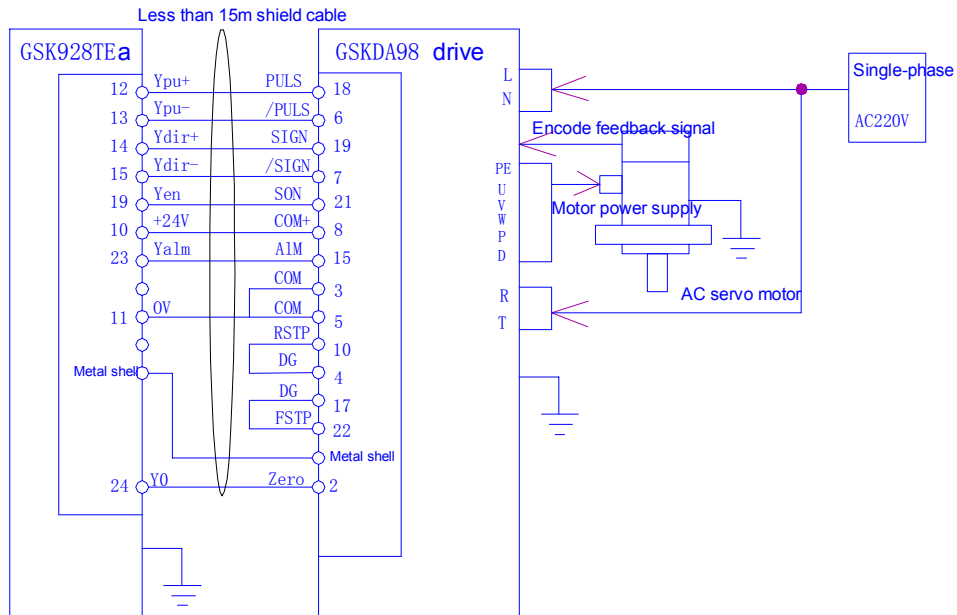 Less than 15m shield cable
GSK928TEa
GSKDA98 drive
12 Ypu+ PULS 18
13 Ypu- /PULS 6
14 Ydir+ SIGN 19
15 Ydir- /SIGN 7
19 Yen SON 21
10 +24V COM+ 8
23 Yalm AlM 15
COM 3
11 0V COM 5
RSTP 10
DG 4
DG 17
FSTP 22
Metal shell
Metal shell
24 Y0 Zero 2
L
N
Encode feedback signal
PE
U
V
W
P
D
Motor power supply
R
T
AC servo motor
Single-phase
AC220V